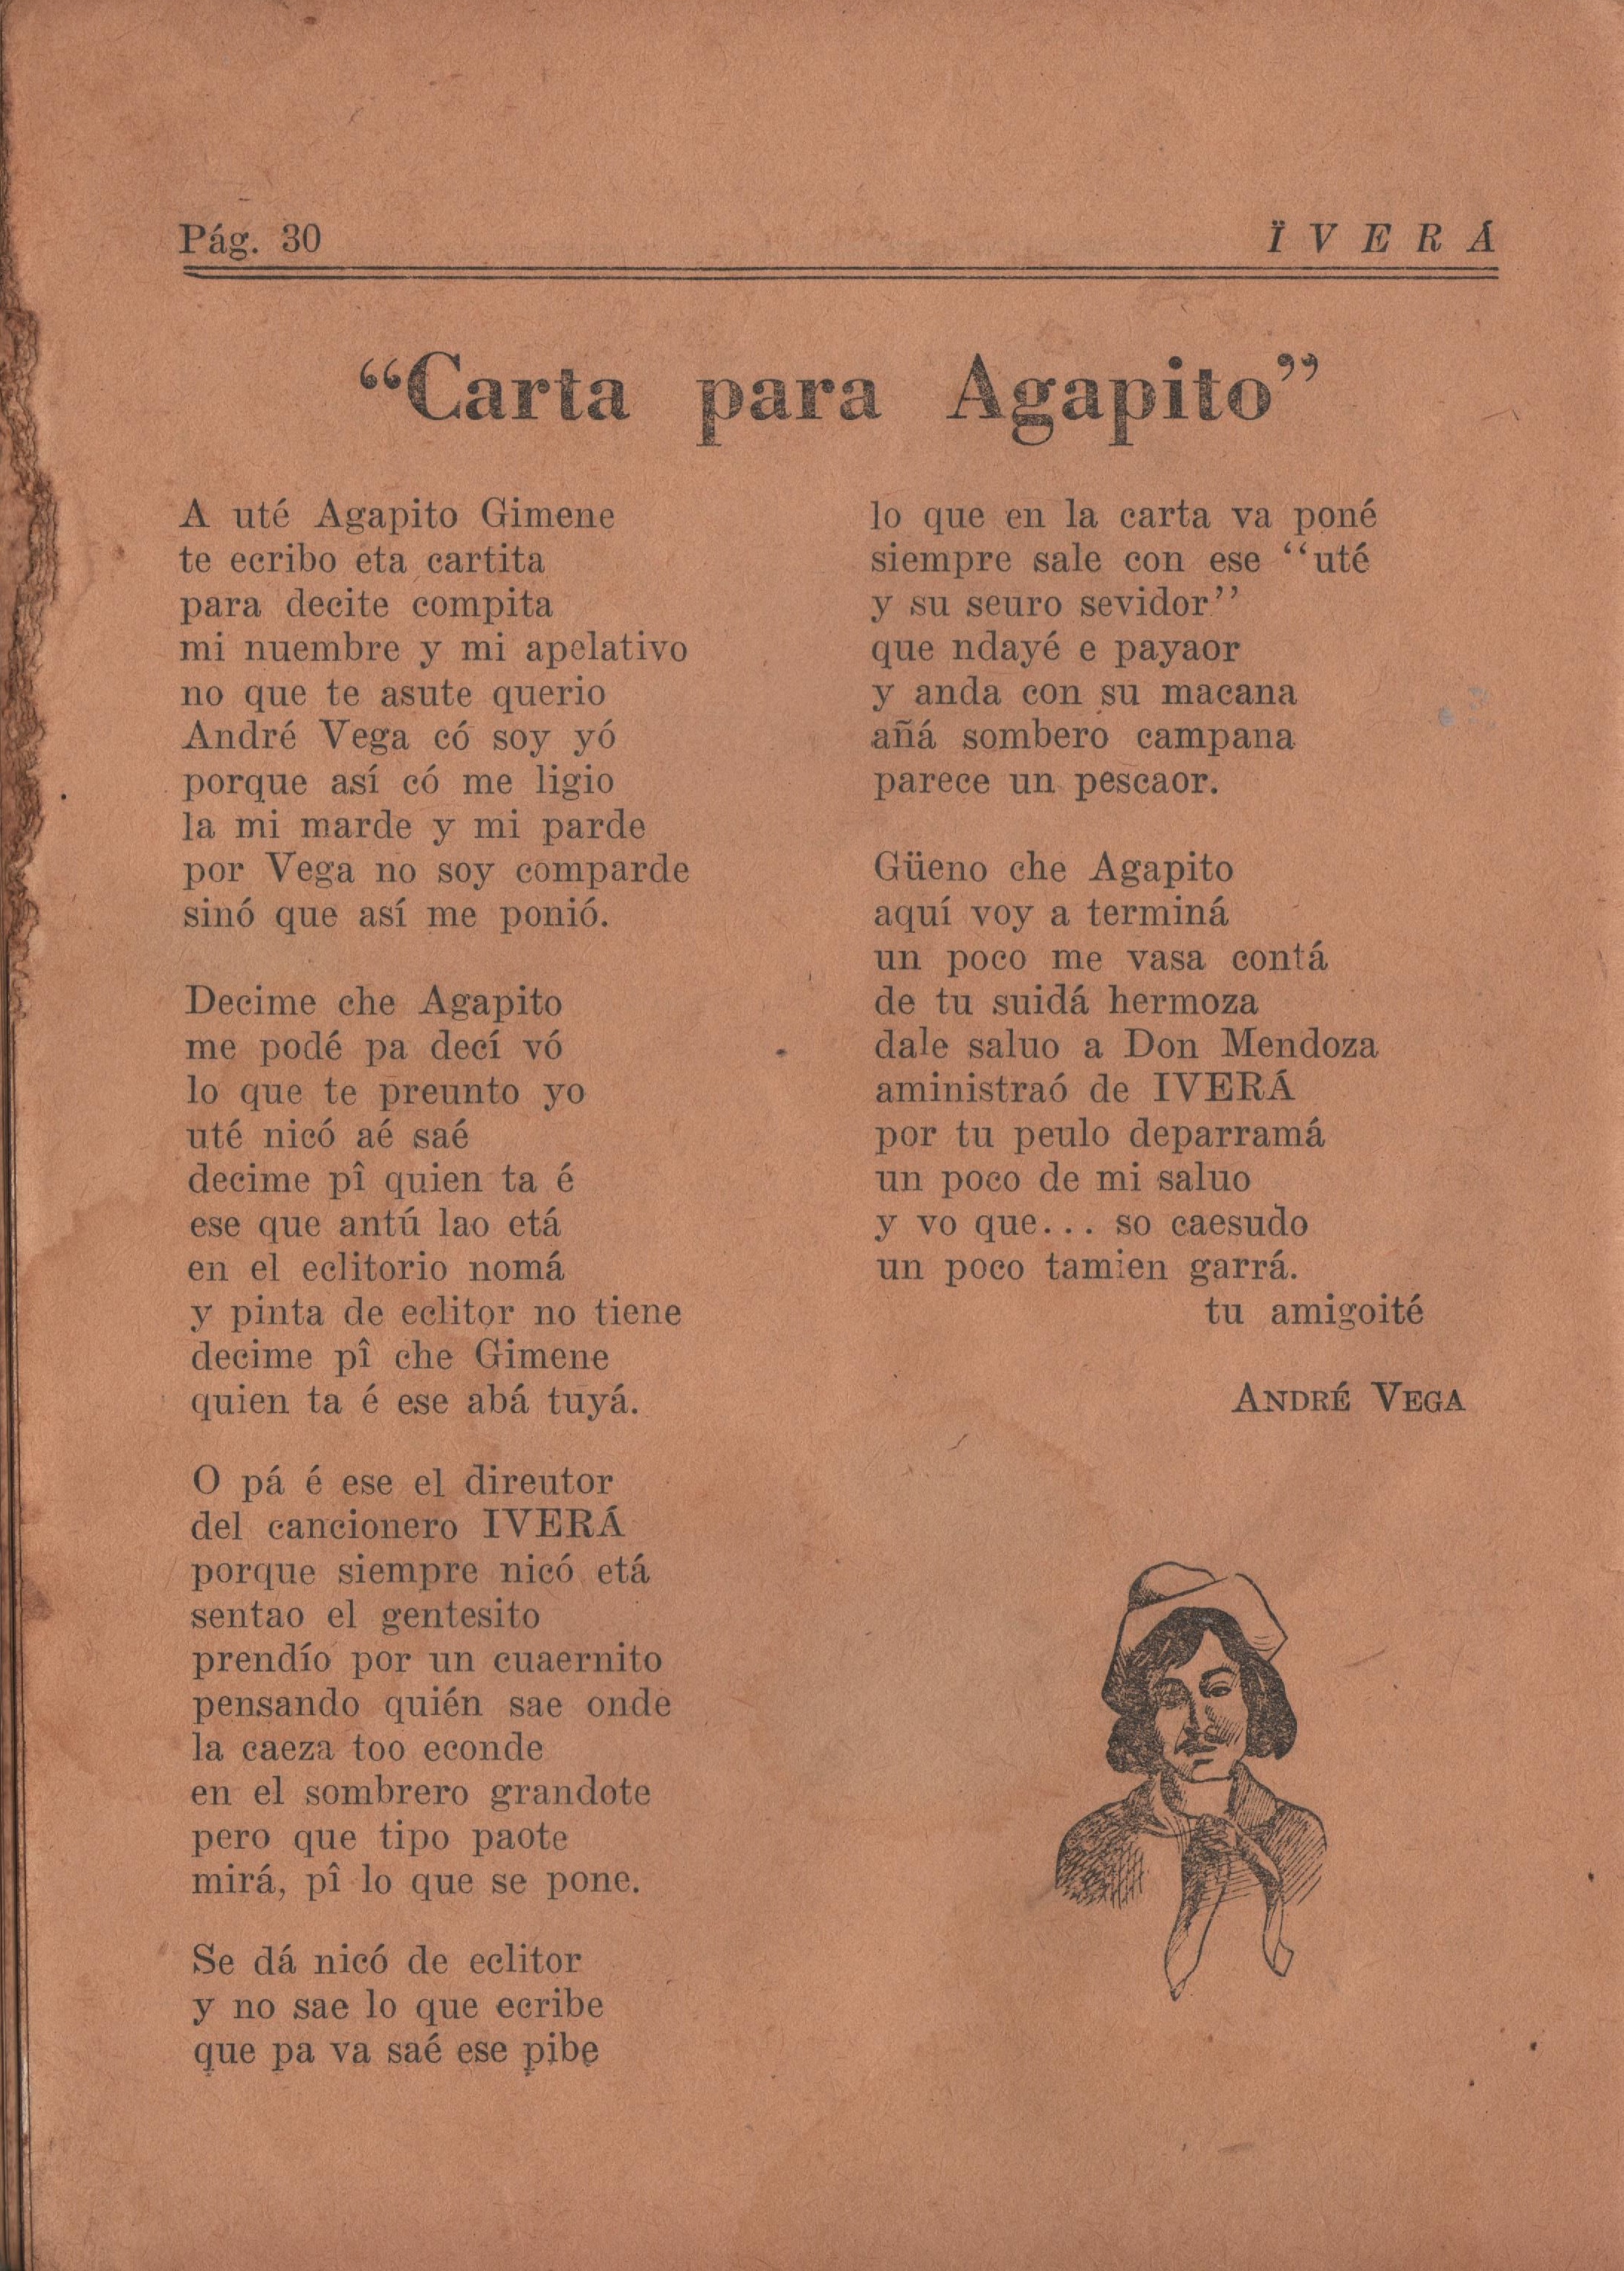 Pág. 30
Ï V E R Á
“Carta para Agapito”
A uté Agapito Gimene
te ecribo eta cartita
para decite compita
mi nuembre y mi apelativo
no que te asute querio
André Vega có soy yó
porque así có me ligio
la mi marde y mi parde
por Vega no soy comparde
sinó que así me ponió.
Decime che Agapito
me podé pa decí vó
lo que te preunto yo
uté nicó aé saé
decime pî quien ta é
ese que antú lao etá
en el eclitorio nomá
y pinta de eclitor no tiene
decime pî che Gimene
quien ta é ese abá tuyá.
O pá é ese el direutor
del cancionero IVERÁ
porque siempre nicó etá
sentao el gentesito
prendío por un cuaernito
pensando quién sae onde
la caeza too econde
en el sombrero grandote
pero que tipo paote
mirá, pî lo que se pone.
Se dá nicó de eclitor
y no sae lo que ecribe
que pa va saé ese pibe
lo que en la carta va poné
siempre sale con ese “uté
y su seuro sevidor”
que ndayé e payaor
y anda con su macana
añá sombero campana
parece un pescaor.
Güeno che Agapito
aquí voy a terminá
un poco me vasa contá
de tu suidá hermoza
dale saluo a Don Mendoza
aministraó de IVERÁ
por tu peulo deparramá
un poco de mi saluo
y vo que... so caesudo
un poco tamien garrá.
tu amigoité
ANDRÉ VEGA